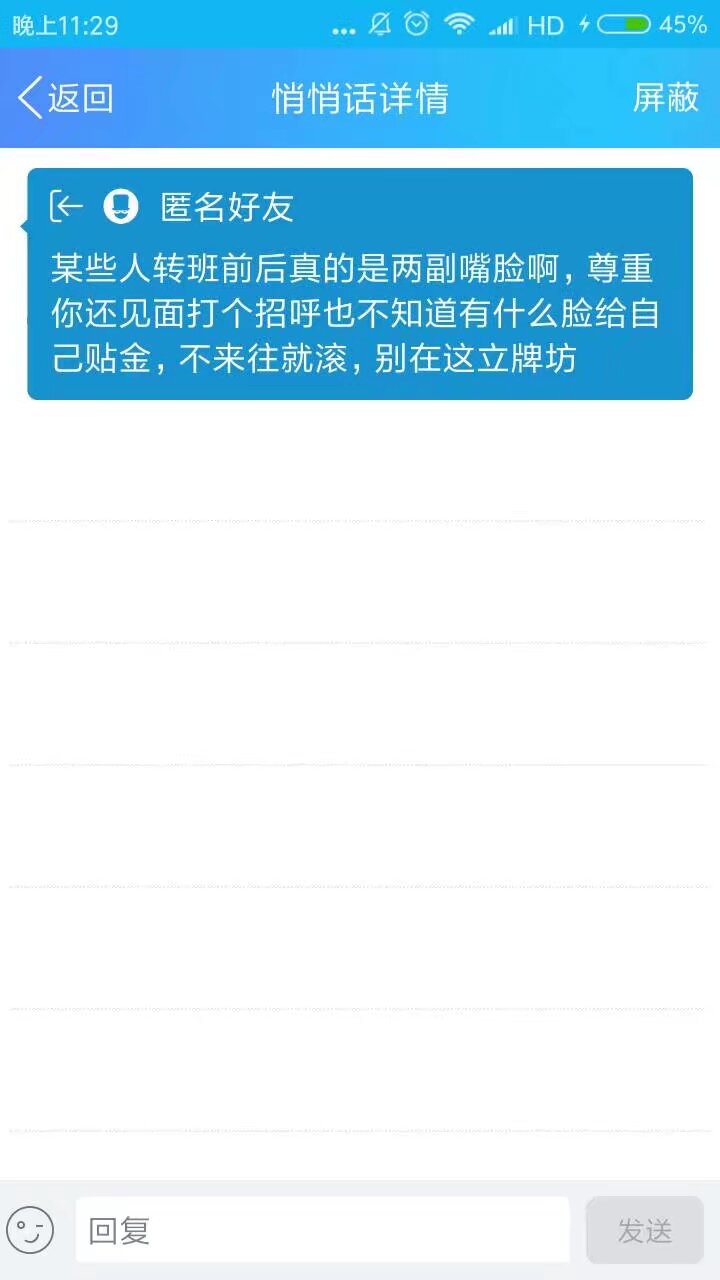 晚上11:29
... HD 45%
返回 悄悄话详情 屏蔽
匿名好友
某些人转班前后真的是两副嘴脸啊，尊重
你还见面打个招呼也不知道有什么脸给自
己贴金，不来往就滚，别在这立牌坊
回复 发送